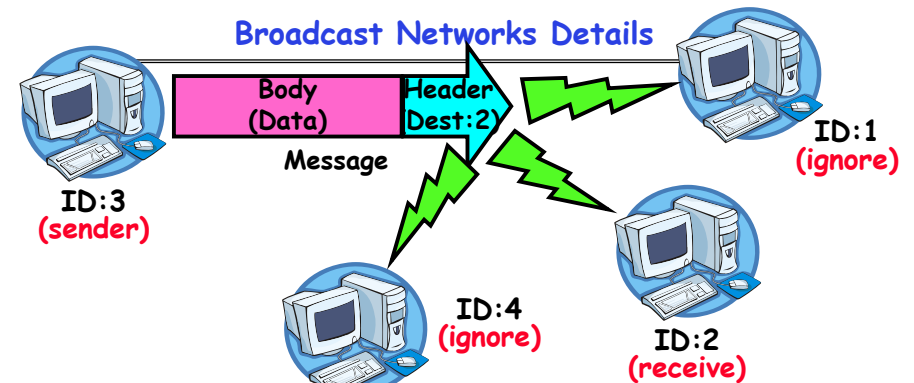 Broadcast Networks Details
Body
(Data)
Header
(Dest:2)
Message
ID:3
(sender)
ID:1
(ignore)
ID:4
(ignore)
ID:2
(receive)